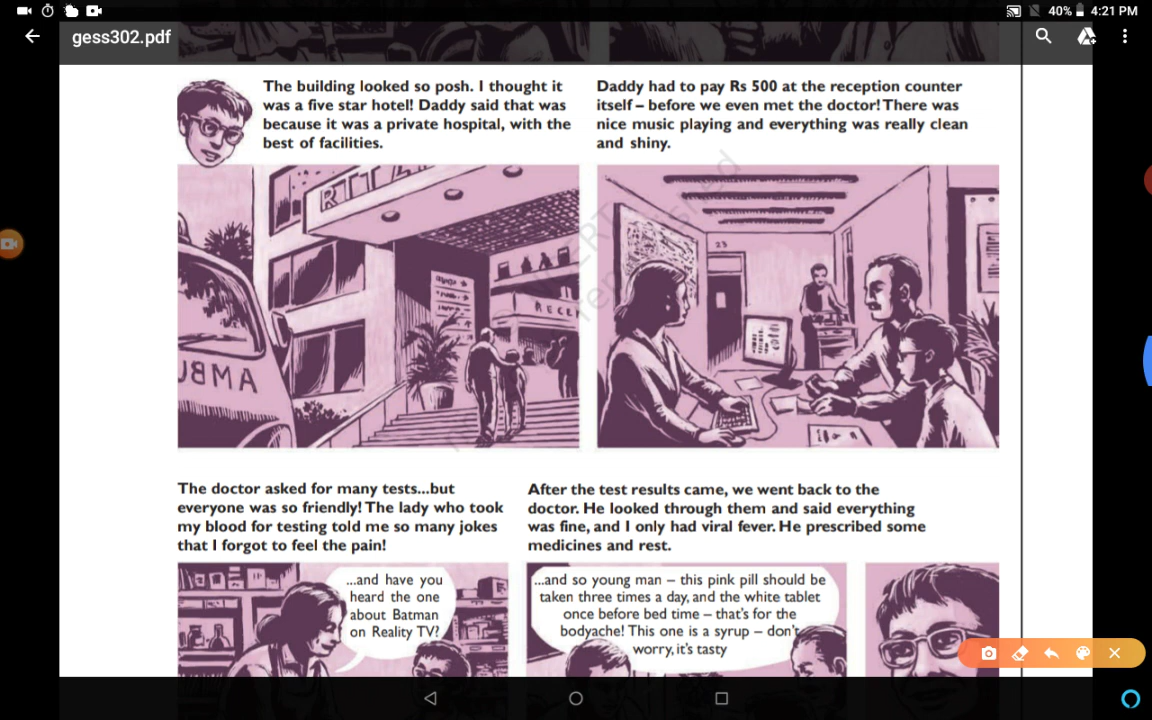 40% 4:21 PM
gess302.pdf
The building looked so posh. I thought it
was a five star hotel! Daddy said that was
because it was a private hospital, with the
best of facilities.
Daddy had to pay Rs 500 at the reception counter
itself – before we even met the doctor! There was
nice music playing and everything was really clean
and shiny.
AMBU
RECE
23
The doctor asked for many tests...but
everyone was so friendly! The lady who took
my blood for testing told me so many jokes
that I forgot to feel the pain!
After the test results came, we went back to the
doctor. He looked through them and said everything
was fine, and I only had viral fever. He prescribed some
medicines and rest.
...and have you
heard the one
about Batman
on Reality TV?
...and so young man – this pink pill should be
taken three times a day, and the white tablet
once before bed time – that's for the
bodyache! This one is a syrup – don't
worry, it's tasty